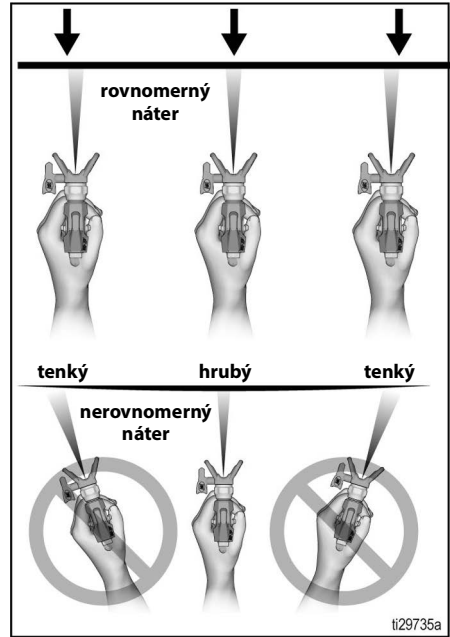 rovnomerný
náter
tenký
hrubý
tenký
nerovnomerný
náter
ti29735a